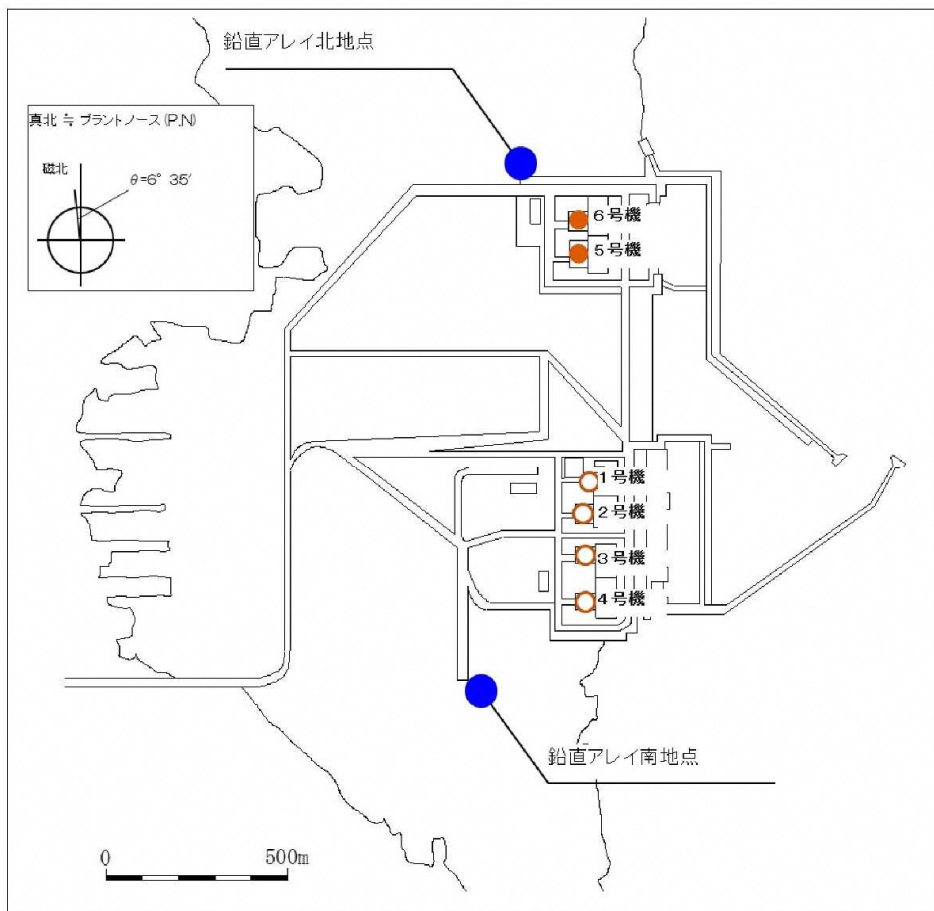 鉛直アレイ北地点
真北 ≒ プラントノース (P.N)
磁北
θ=6° 35′
6号機
5号機
1号機
2号機
3号機
4号機
鉛直アレイ南地点
0 500m